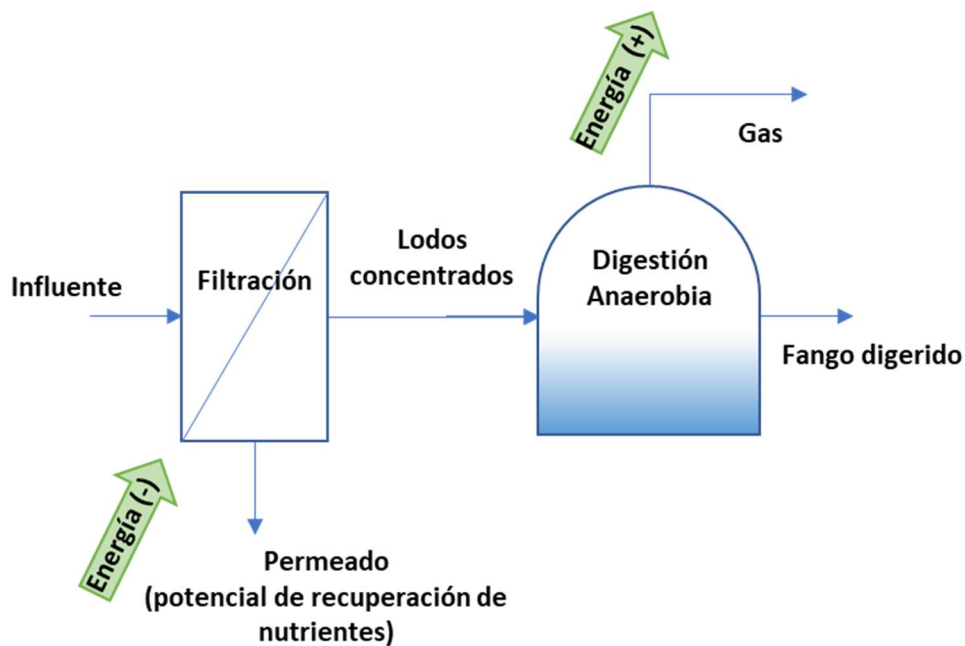 Energía (+)
Gas
Influente
Filtración
Lodos
concentrados
Digestión
Anaerobia
Fango digerido
Energía (-)
Permeado
(potencial de recuperación de
nutrientes)